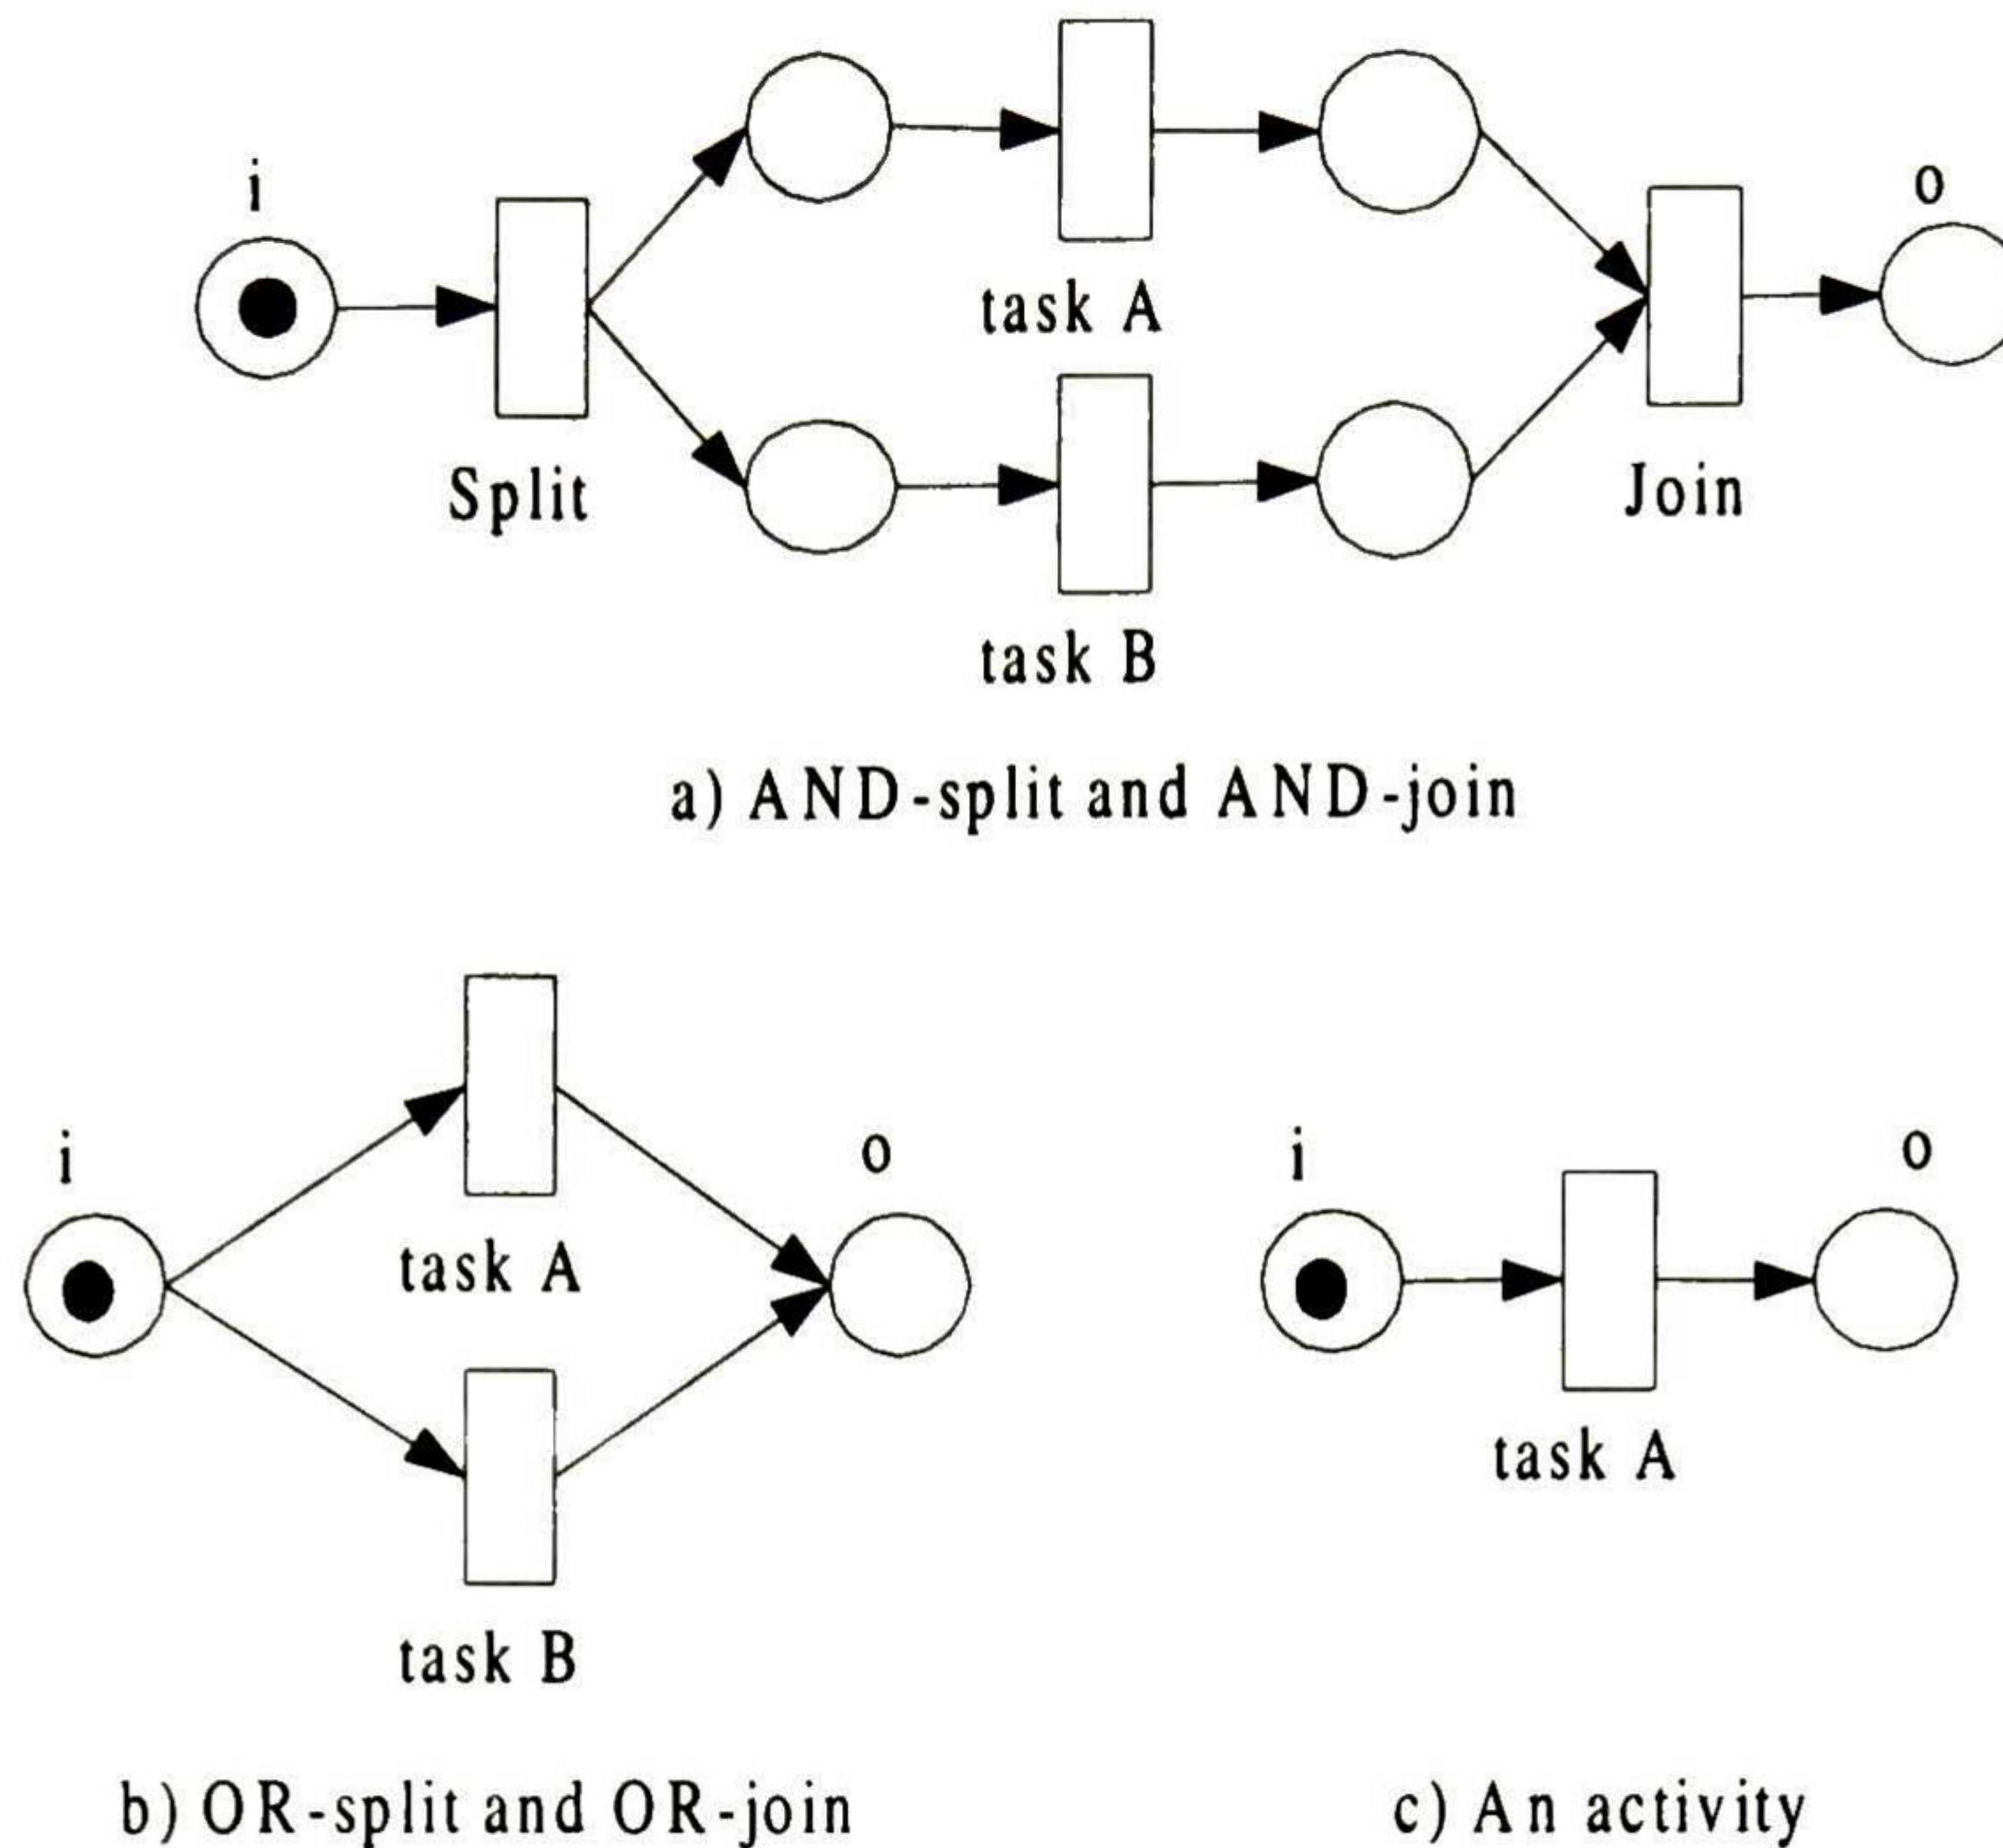 i
o
task A
Split
Join
task B
a) AND-split and AND-join
i
o
task A
task B
i
o
task A
b) OR-split and OR-join
c) An activity